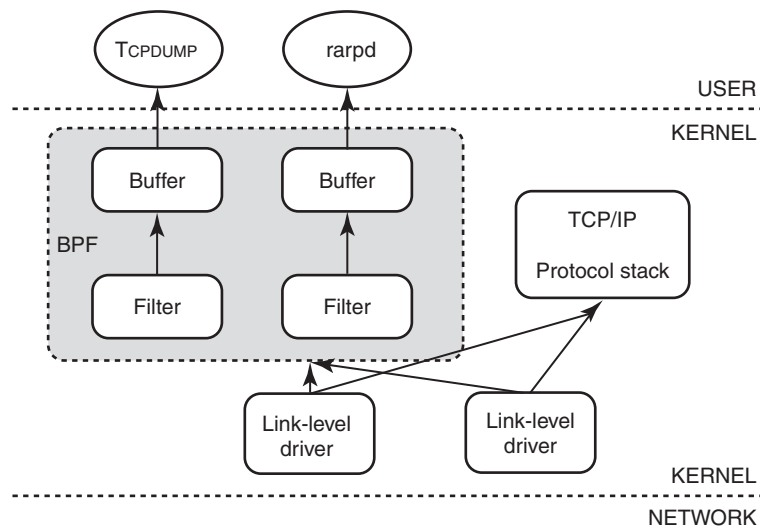 TCPDUMP
rarpd
USER
KERNEL
Buffer
Buffer
TCP/IP
Protocol stack
BPF
Filter
Filter
Link-level
driver
Link-level
driver
KERNEL
NETWORK